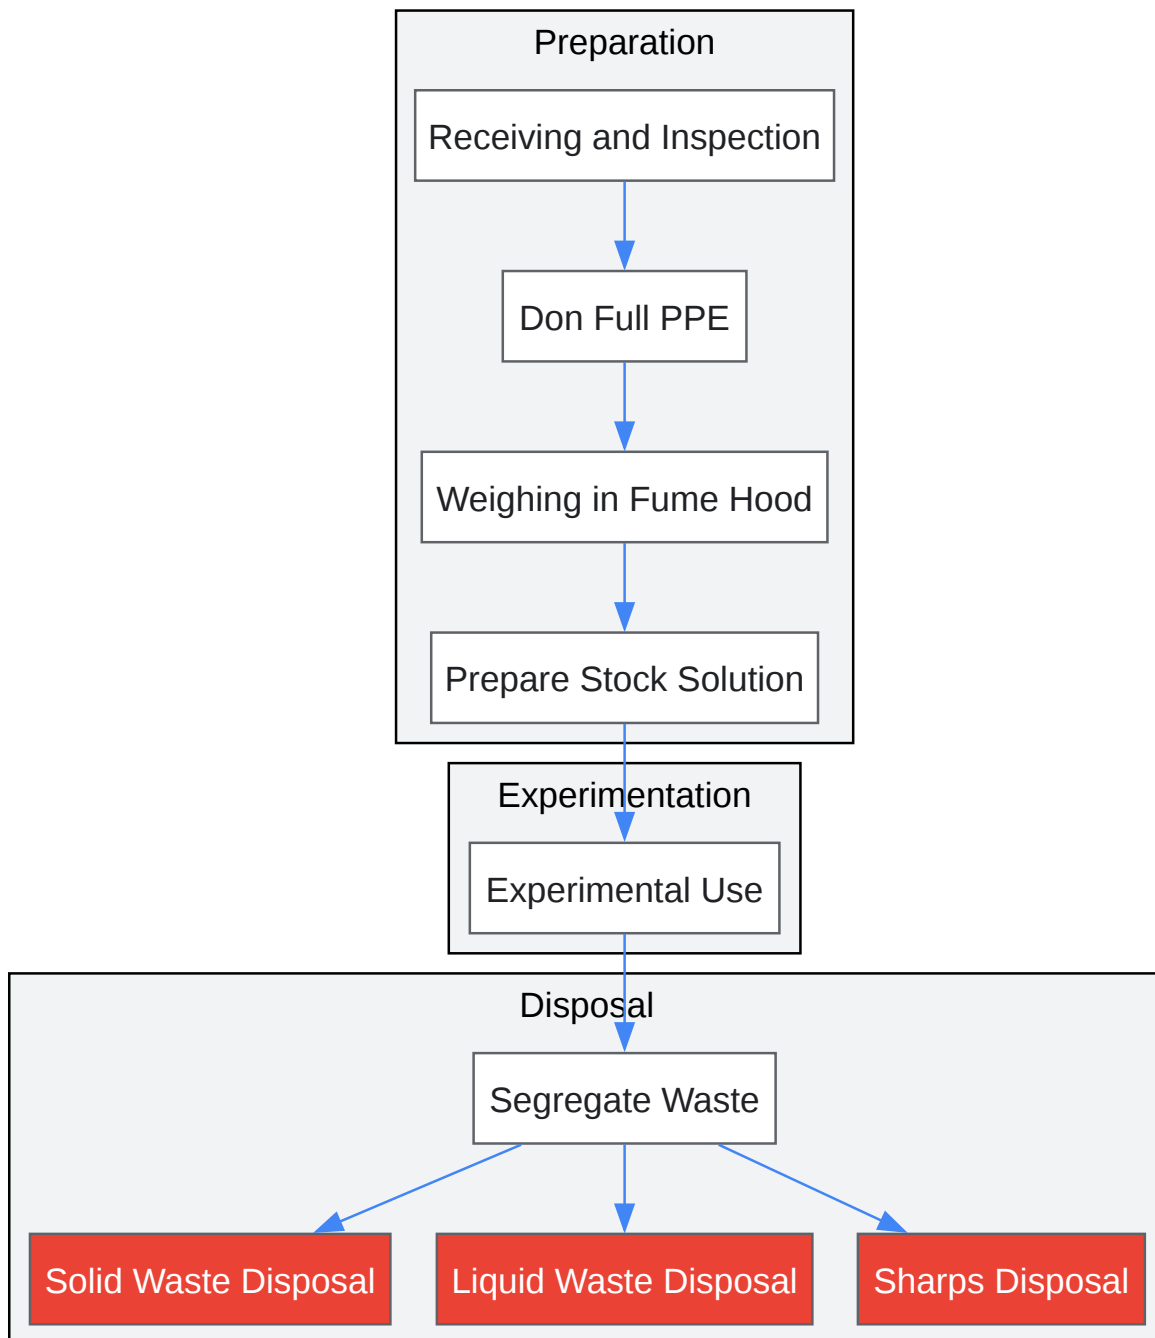 Preparation
Receiving and Inspection
Don Full PPE
Weighing in Fume Hood
Prepare Stock Solution
Experimentation
Experimental Use
Disposal
Segregate Waste
Solid Waste Disposal
Liquid Waste Disposal
Sharps Disposal